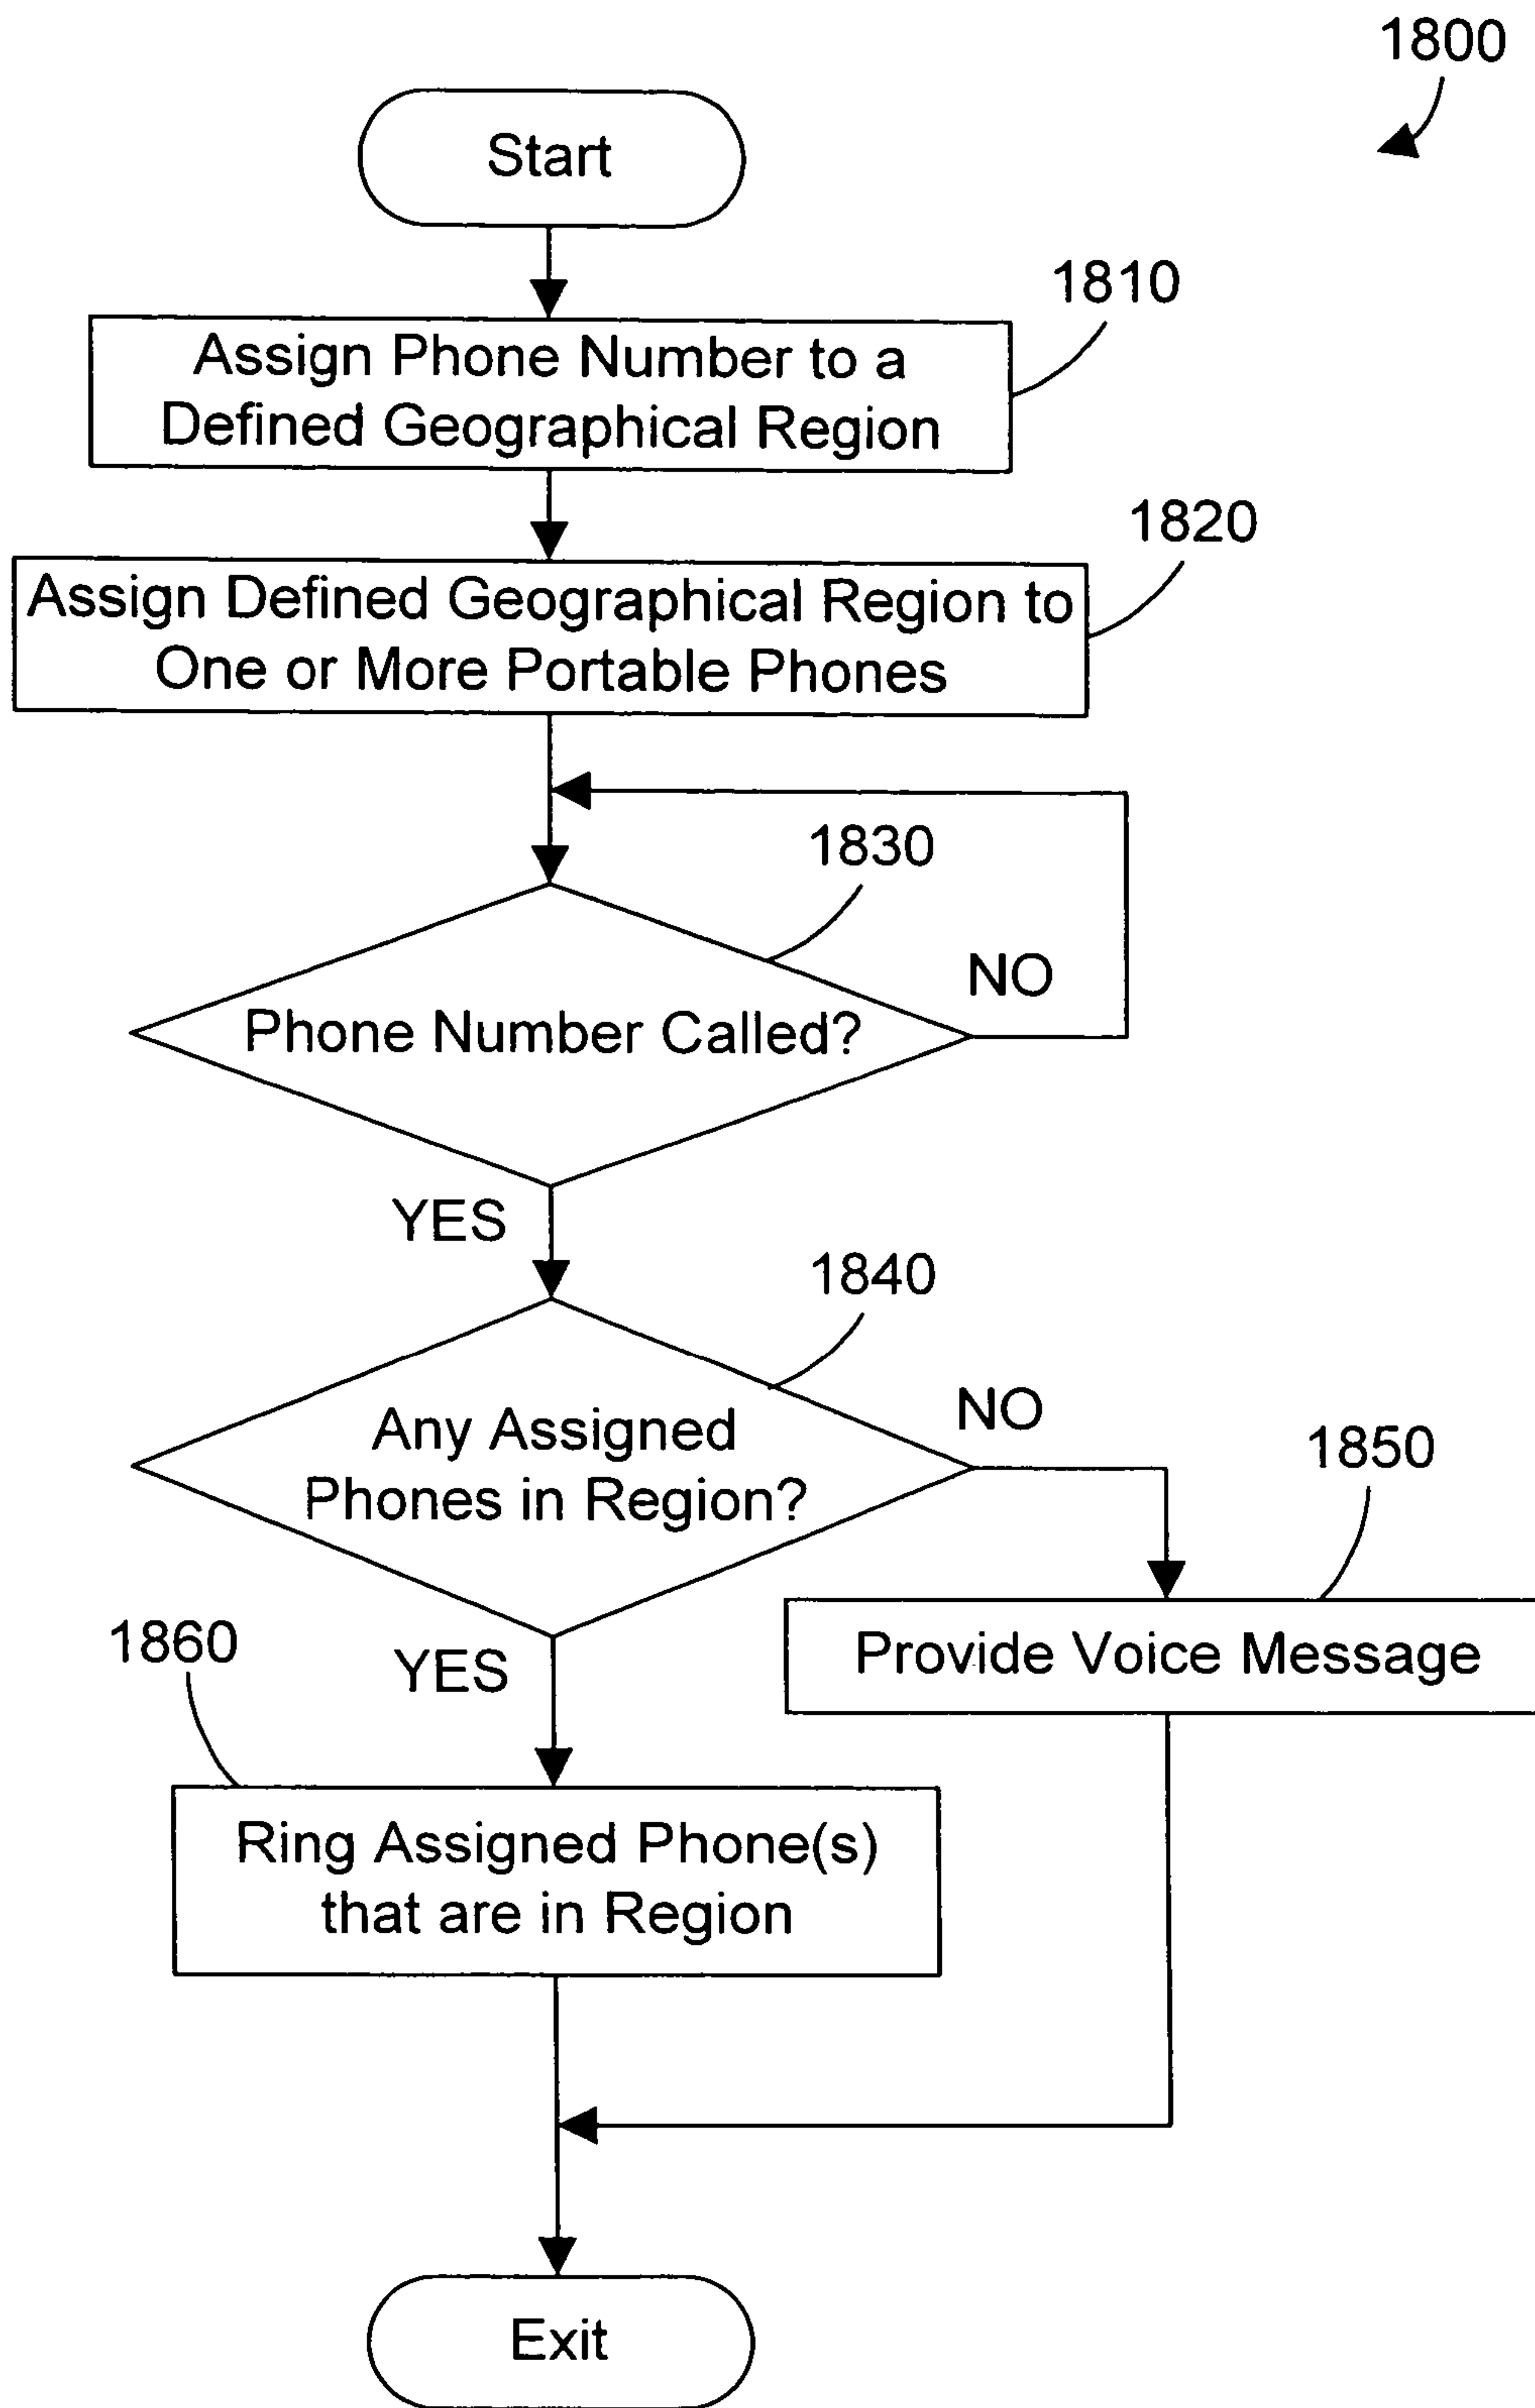 1800
Start
1810
Assign Phone Number to a
Defined Geographical Region
1820
Assign Defined Geographical Region to
One or More Portable Phones
1830
NO
Phone Number Called?
YES
1840
NO
Any Assigned
Phones in Region?
1850
1860
YES
Provide Voice Message
Ring Assigned Phone(s)
that are in Region
Exit